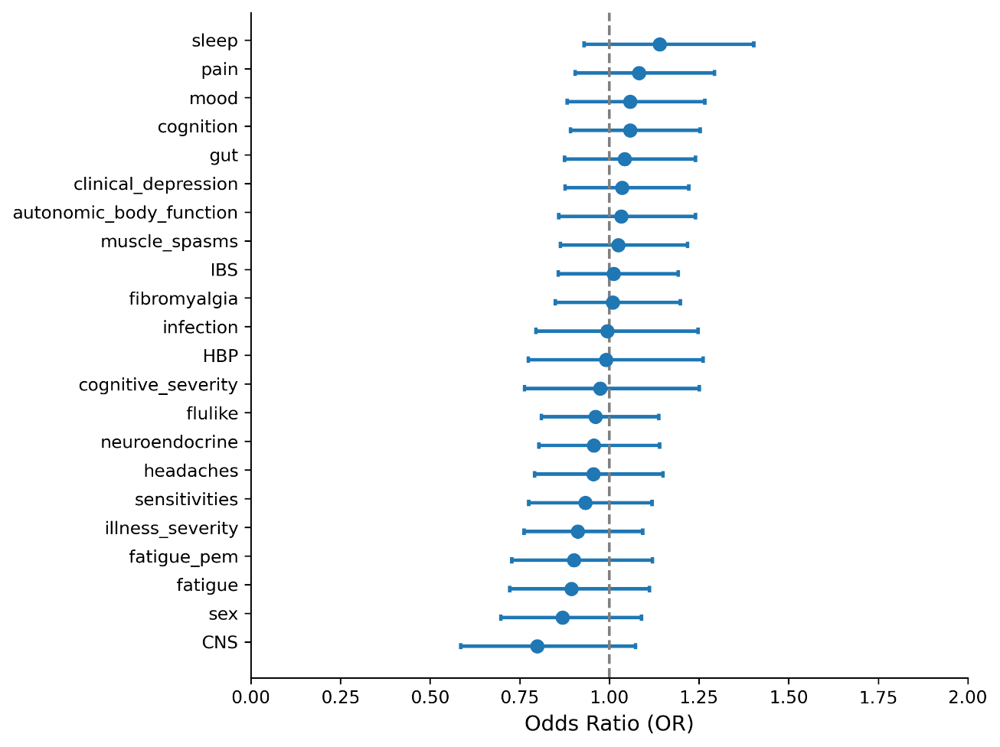 sleep
pain
mood
cognition
gut
clinical_depression
autonomic_body_function
muscle_spasms
IBS
fibromyalgia
infection
HBP
cognitive_severity
flulike
neuroendocrine
headaches
sensitivities
illness_severity
fatigue_pem
fatigue
sex
CNS
0.00 0.25 0.50 0.75 1.00 1.25 1.50 1.75 2.00
Odds Ratio (OR)